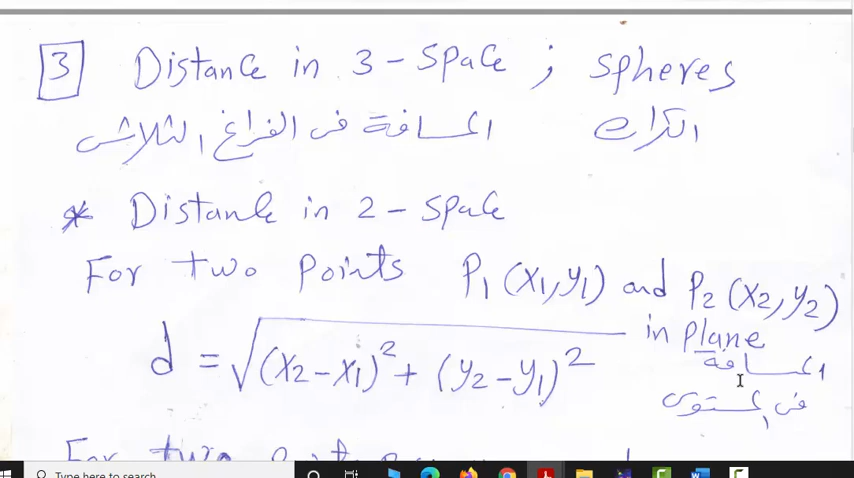 3 Distance in 3-space ; spheres
المسافة فى الفراغ الثلاثى الكرات
* Distance in 2-space
For two points P1(x1,y1) and P2(x2,y2)
in plane
d = √(x2-x1)²+(y2-y1)²
المسافة
فى المستوى
For two
Type here to search